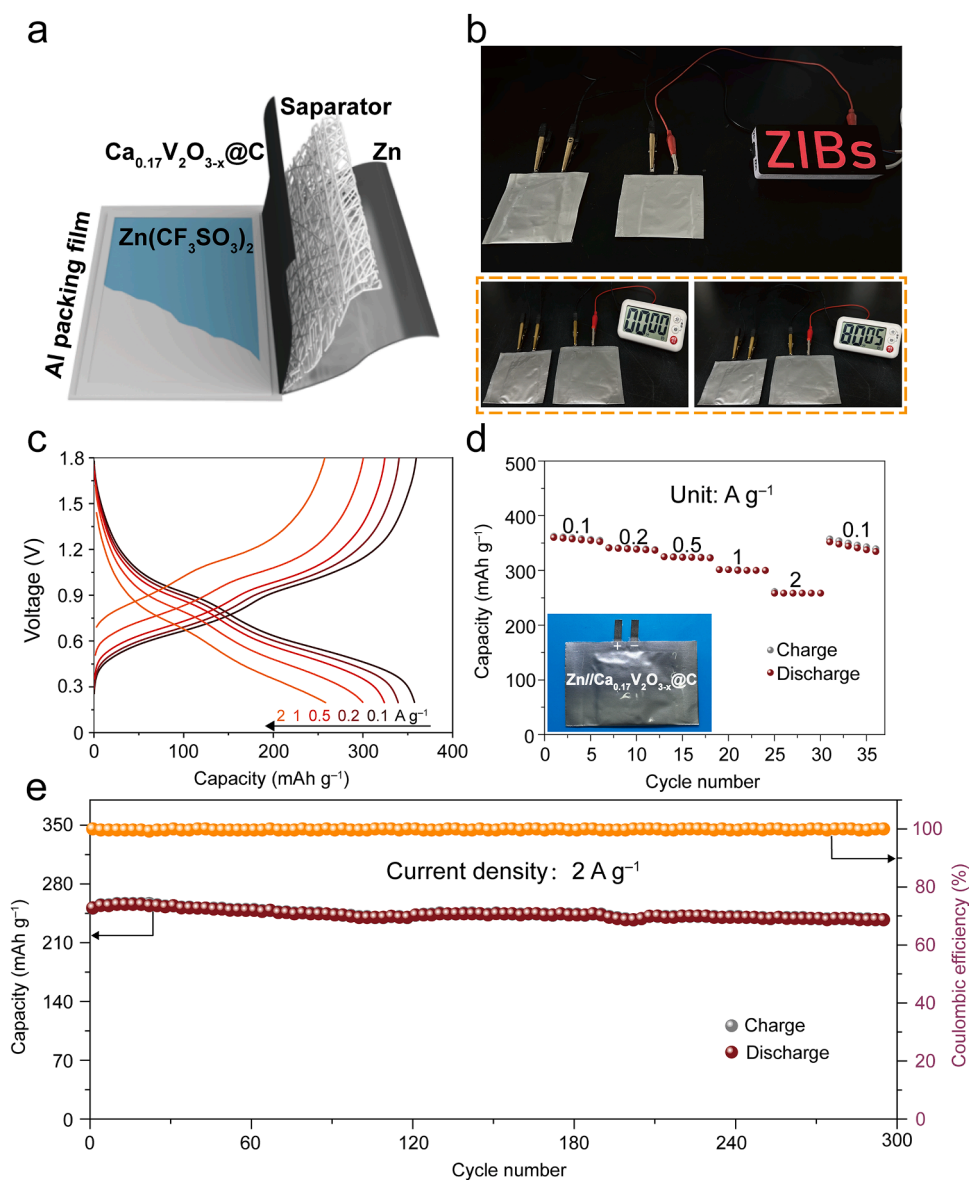 a
Saparator
Ca0.17V2O3-x@C
Zn
Zn(CF3SO3)2
Al packing film
b
ZIBs
0000
8005
c
Voltage (V)
1.8
1.5
1.2
0.9
0.6
0.3
0
2 1 0.5 0.2 0.1 A g–1
0 100 200 300 400
Capacity (mAh g–1)
d
Capacity (mAh g–1)
500
400
300
200
100
0
Unit: A g–1
0.1
0.2
0.5
1
2
0.1
+ –
Zn//Ca0.17V2O3-x@C
Charge
Discharge
0 5 10 15 20 25 30 35
Cycle number
e
Capacity (mAh g–1)
350
280
210
140
70
0
Current density: 2 A g–1
Charge
Discharge
100
80
60
40
20
0
Coulombic efficiency (%)
0 60 120 180 240 300
Cycle number